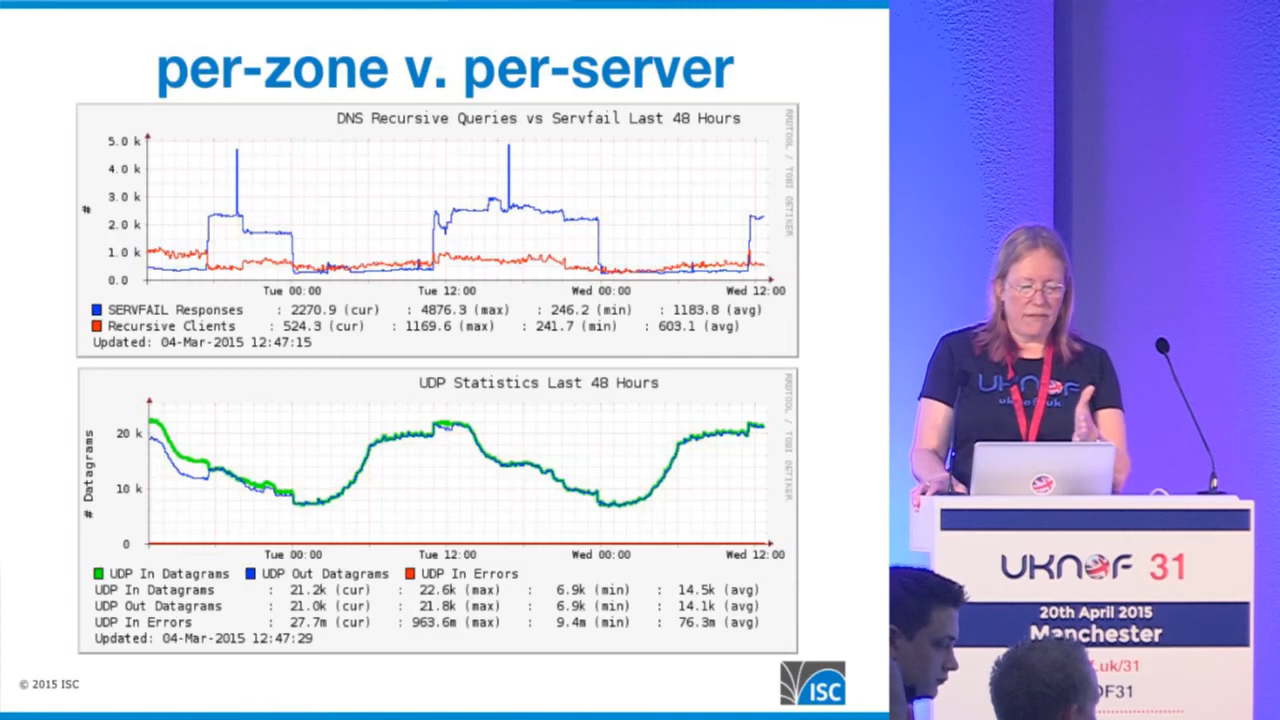 per-zone v. per-server
DNS Recursive Queries vs Servfail Last 48 Hours
RRDTOOL / TOBI OETIKER
#
5.0 k
4.0 k
3.0 k
2.0 k
1.0 k
0.0
Tue 00:00 Tue 12:00 Wed 00:00 Wed 12:00
SERVFAIL Responses : 2270.9 (cur) : 4876.3 (max) : 246.2 (min) : 1183.8 (avg)
Recursive Clients : 524.3 (cur) : 1169.6 (max) : 241.7 (min) : 603.1 (avg)
Updated: 04-Mar-2015 12:47:15
UDP Statistics Last 48 Hours
RRDTOOL / TOBI OETIKER
# Datagrams
20 k
10 k
0
Tue 00:00 Tue 12:00 Wed 00:00 Wed 12:00
UDP In Datagrams UDP Out Datagrams UDP In Errors
UDP In Datagrams : 21.2k (cur) : 22.6k (max) : 6.9k (min) : 14.5k (avg)
UDP Out Datagrams : 21.0k (cur) : 21.8k (max) : 6.9k (min) : 14.1k (avg)
UDP In Errors : 27.7m (cur) : 963.6m (max) : 9.4m (min) : 76.3m (avg)
Updated: 04-Mar-2015 12:47:29
© 2015 ISC
ISC
UKNOF
UKNOF 31
20th April 2015
Manchester
.uk/31
OF31